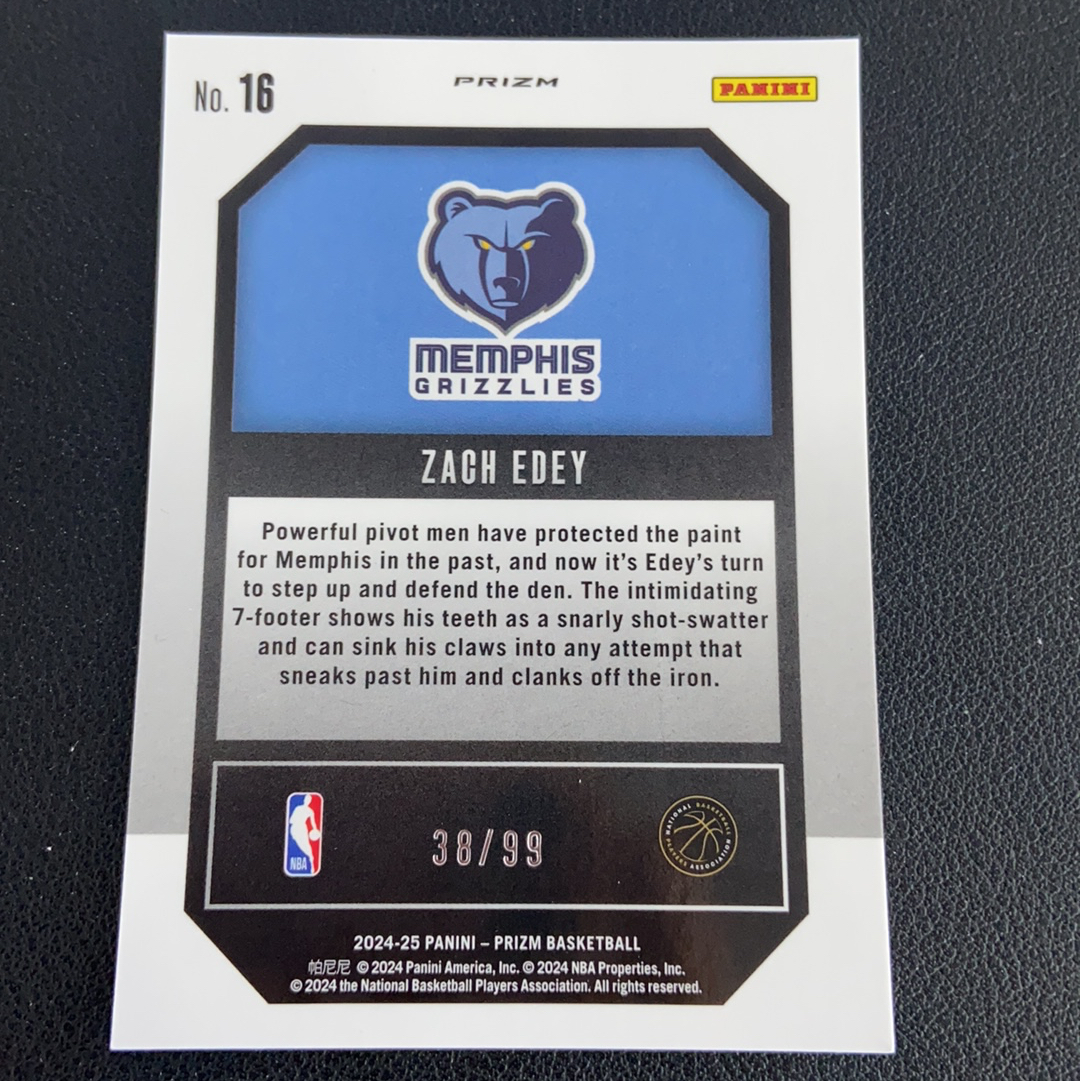 No. 16
PRIZM
PANINI
MEMPHIS
GRIZZLIES
ZACH EDEY
Powerful pivot men have protected the paint
for Memphis in the past, and now it's Edey's turn
to step up and defend the den. The intimidating
7-footer shows his teeth as a snarly shot-swatter
and can sink his claws into any attempt that
sneaks past him and clanks off the iron.
NBA
38/99
NATIONAL BASKETBALL
PLAYERS ASSOCIATION
2024-25 PANINI – PRIZM BASKETBALL
帕尼尼 © 2024 Panini America, Inc. © 2024 NBA Properties, Inc.
© 2024 the National Basketball Players Association. All rights reserved.